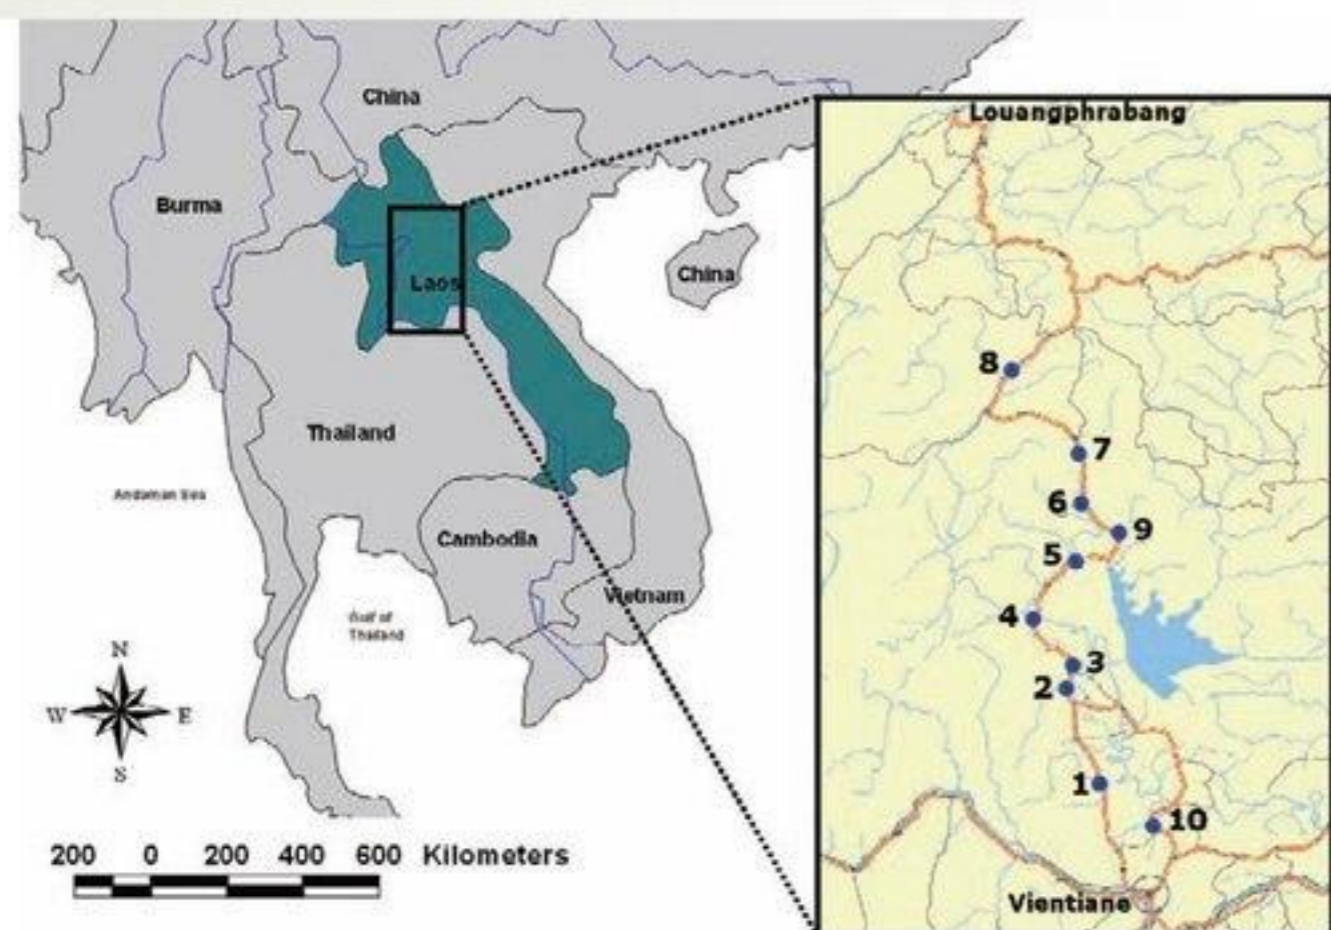 China
Burma
Laos
China
Thailand
Andaman Sea
Cambodia
Gulf of
Thailand
Vietnam
N
W E
S
200 0 200 400 600 Kilometers
Louangphrabang
8
7
6
9
5
4
3
2
1
10
Vientiane